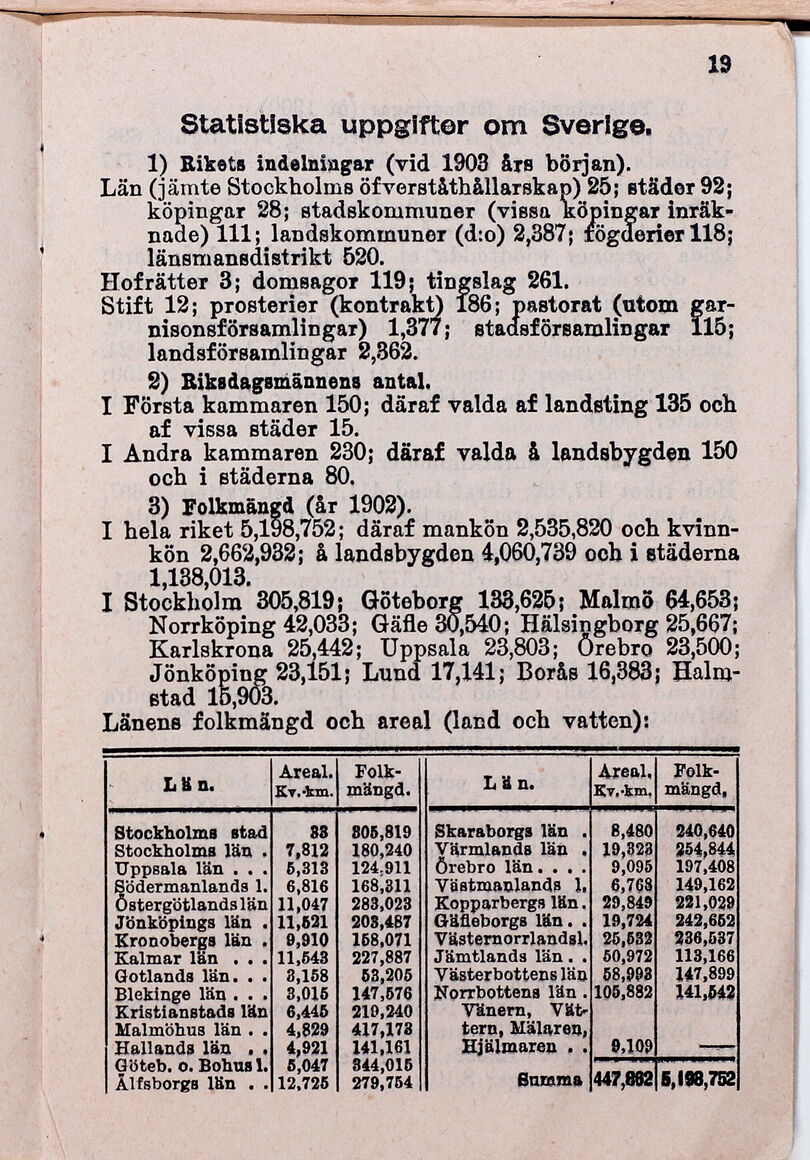 19
Statistiska uppgifter om Sverige.
1) Rikets indelningar (vid 1903 års början).
Län (jämte Stockholms öfverståthållarskap) 25; städer 92;
köpingar 28; stadskommuner (vissa köpingar inräk-
nade) 111; landskommuner (d:o) 2,387; fögderier 118;
länsmansdistrikt 520.
Hofrätter 3; domsagor 119; tingslag 261.
Stift 12; prosterier (kontrakt) 186; pastorat (utom gar-
nisonsförsamlingar) 1,377; stadsförsamlingar 115;
landsförsamlingar 2,362.
2) Riksdagsmännens antal.
I Första kammaren 150; däraf valda af landsting 135 och
af vissa städer 15.
I Andra kammaren 230; däraf valda å landsbygden 150
och i städerna 80.
3) Folkmängd (år 1902).
I hela riket 5,198,752; däraf mankön 2,535,820 och kvinn-
kön 2,662,932; å landsbygden 4,060,739 och i städerna
1,138,013.
I Stockholm 305,819; Göteborg 133,625; Malmö 64,653;
Norrköping 42,033; Gäfle 30,540; Hälsingborg 25,667;
Karlskrona 25,442; Uppsala 23,803; Örebro 23,500;
Jönköping 23,151; Lund 17,141; Borås 16,383; Halm-
stad 15,903.
Länens folkmängd och areal (land och vatten):
Län. Areal. Kv.-km. Folk-mängd.
Stockholms stad 33 305,819
Stockholms län . 7,812 180,240
Uppsala län . . . 5,313 124,911
Södermanlands l. 6,816 168,311
Östergötlands län 11,047 283,023
Jönköpings län . 11,521 203,487
Kronobergs län . 9,910 158,071
Kalmar län . . . 11,543 227,887
Gotlands län. . . 3,158 53,205
Blekinge län . . . 3,015 147,576
Kristianstads län 6,445 219,240
Malmöhus län . . 4,829 417,173
Hallands län . . 4,921 141,161
Göteb. o. Bohus l. 5,047 344,015
Älfsborgs län . . 12,725 279,754
Län. Areal. Kv.-km. Folk-mängd.
Skaraborgs län . 8,480 240,640
Värmlands län . 19,323 254,844
Örebro län. . . . 9,095 197,408
Västmanlands l. 6,768 149,162
Kopparbergs län. 29,849 221,029
Gäfleborgs län. . 19,724 242,652
Västernorrlands l. 25,532 236,537
Jämtlands län . . 50,972 113,166
Västerbottens län 58,993 147,899
Norrbottens län . 105,882 141,542
Vänern, Vät-
tern, Mälaren,
Hjälmaren . . 9,109 —
Summa 447,862 5,198,752